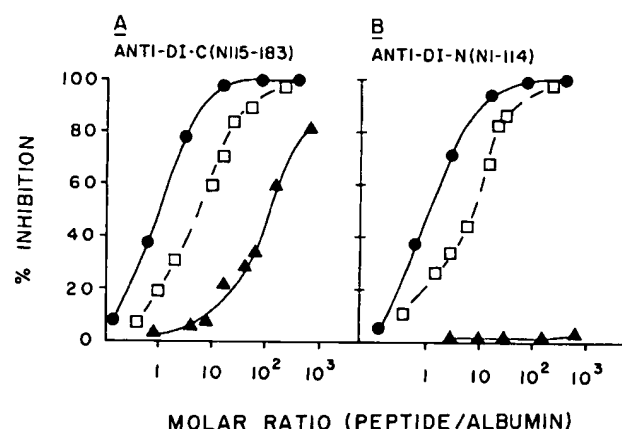 A
ANTI-DI-C(N115-183)
B
ANTI-DI-N(N1-114)
% INHIBITION
100
80
60
40
20
0
1 10 10² 10³
1 10 10² 10³
MOLAR RATIO (PEPTIDE/ALBUMIN)